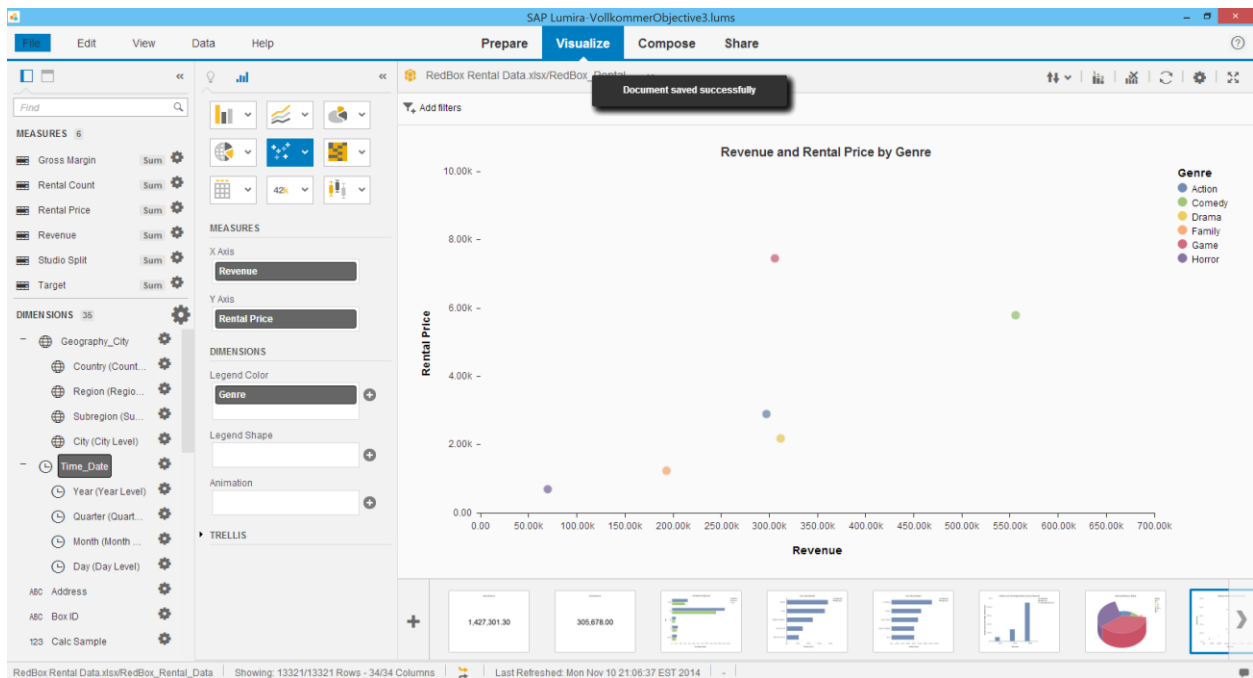 SAP Lumira-VollkommerObjective3.lums
File Edit View Data Help Prepare Visualize Compose Share
RedBox Rental Data.xlsx/RedBox_Rental
Document saved successfully
Find
Add filters
MEASURES 6
Gross Margin Sum
Rental Count Sum
Rental Price Sum
Revenue Sum
Studio Split Sum
Target Sum
DIMENSIONS 35
Geography_City
Country (Count...
Region (Regio...
Subregion (Su...
City (City Level)
Time_Date
Year (Year Level)
Quarter (Quart...
Month (Month ...
Day (Day Level)
ABC Address
ABC Box ID
123 Calc Sample
MEASURES
X Axis
Revenue
Y Axis
Rental Price
DIMENSIONS
Legend Color
Genre
Legend Shape
Animation
TRELLIS
Revenue and Rental Price by Genre
Rental Price
10.00k
8.00k
6.00k
4.00k
2.00k
0.00
0.00 50.00k 100.00k 150.00k 200.00k 250.00k 300.00k 350.00k 400.00k 450.00k 500.00k 550.00k 600.00k 650.00k 700.00k
Revenue
Genre
Action
Comedy
Drama
Family
Game
Horror
1,427,301.30
305,678.00
RedBox Rental Data.xlsx/RedBox_Rental_Data Showing: 13321/13321 Rows - 34/34 Columns Last Refreshed: Mon Nov 10 21:06:37 EST 2014 -